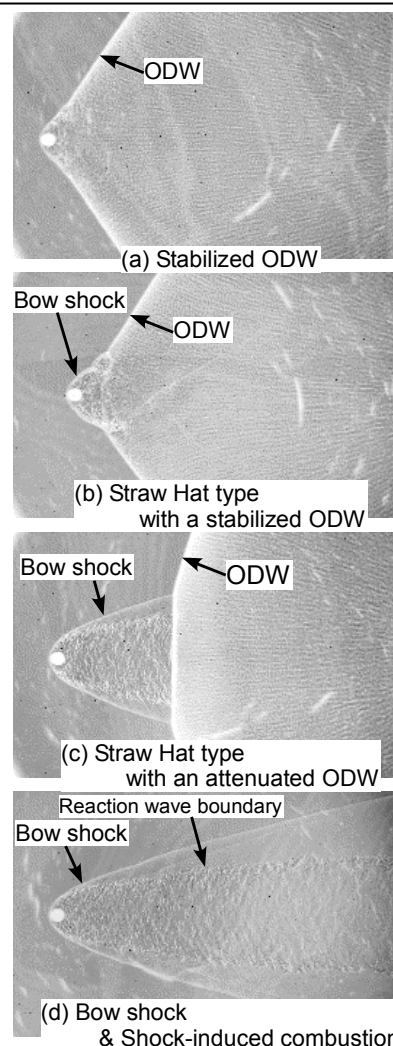 ODW
(a) Stabilized ODW
Bow shock
ODW
(b) Straw Hat type
with a stabilized ODW
Bow shock
ODW
(c) Straw Hat type
with an attenuated ODW
Reaction wave boundary
Bow shock
(d) Bow shock
& Shock-induced combustion